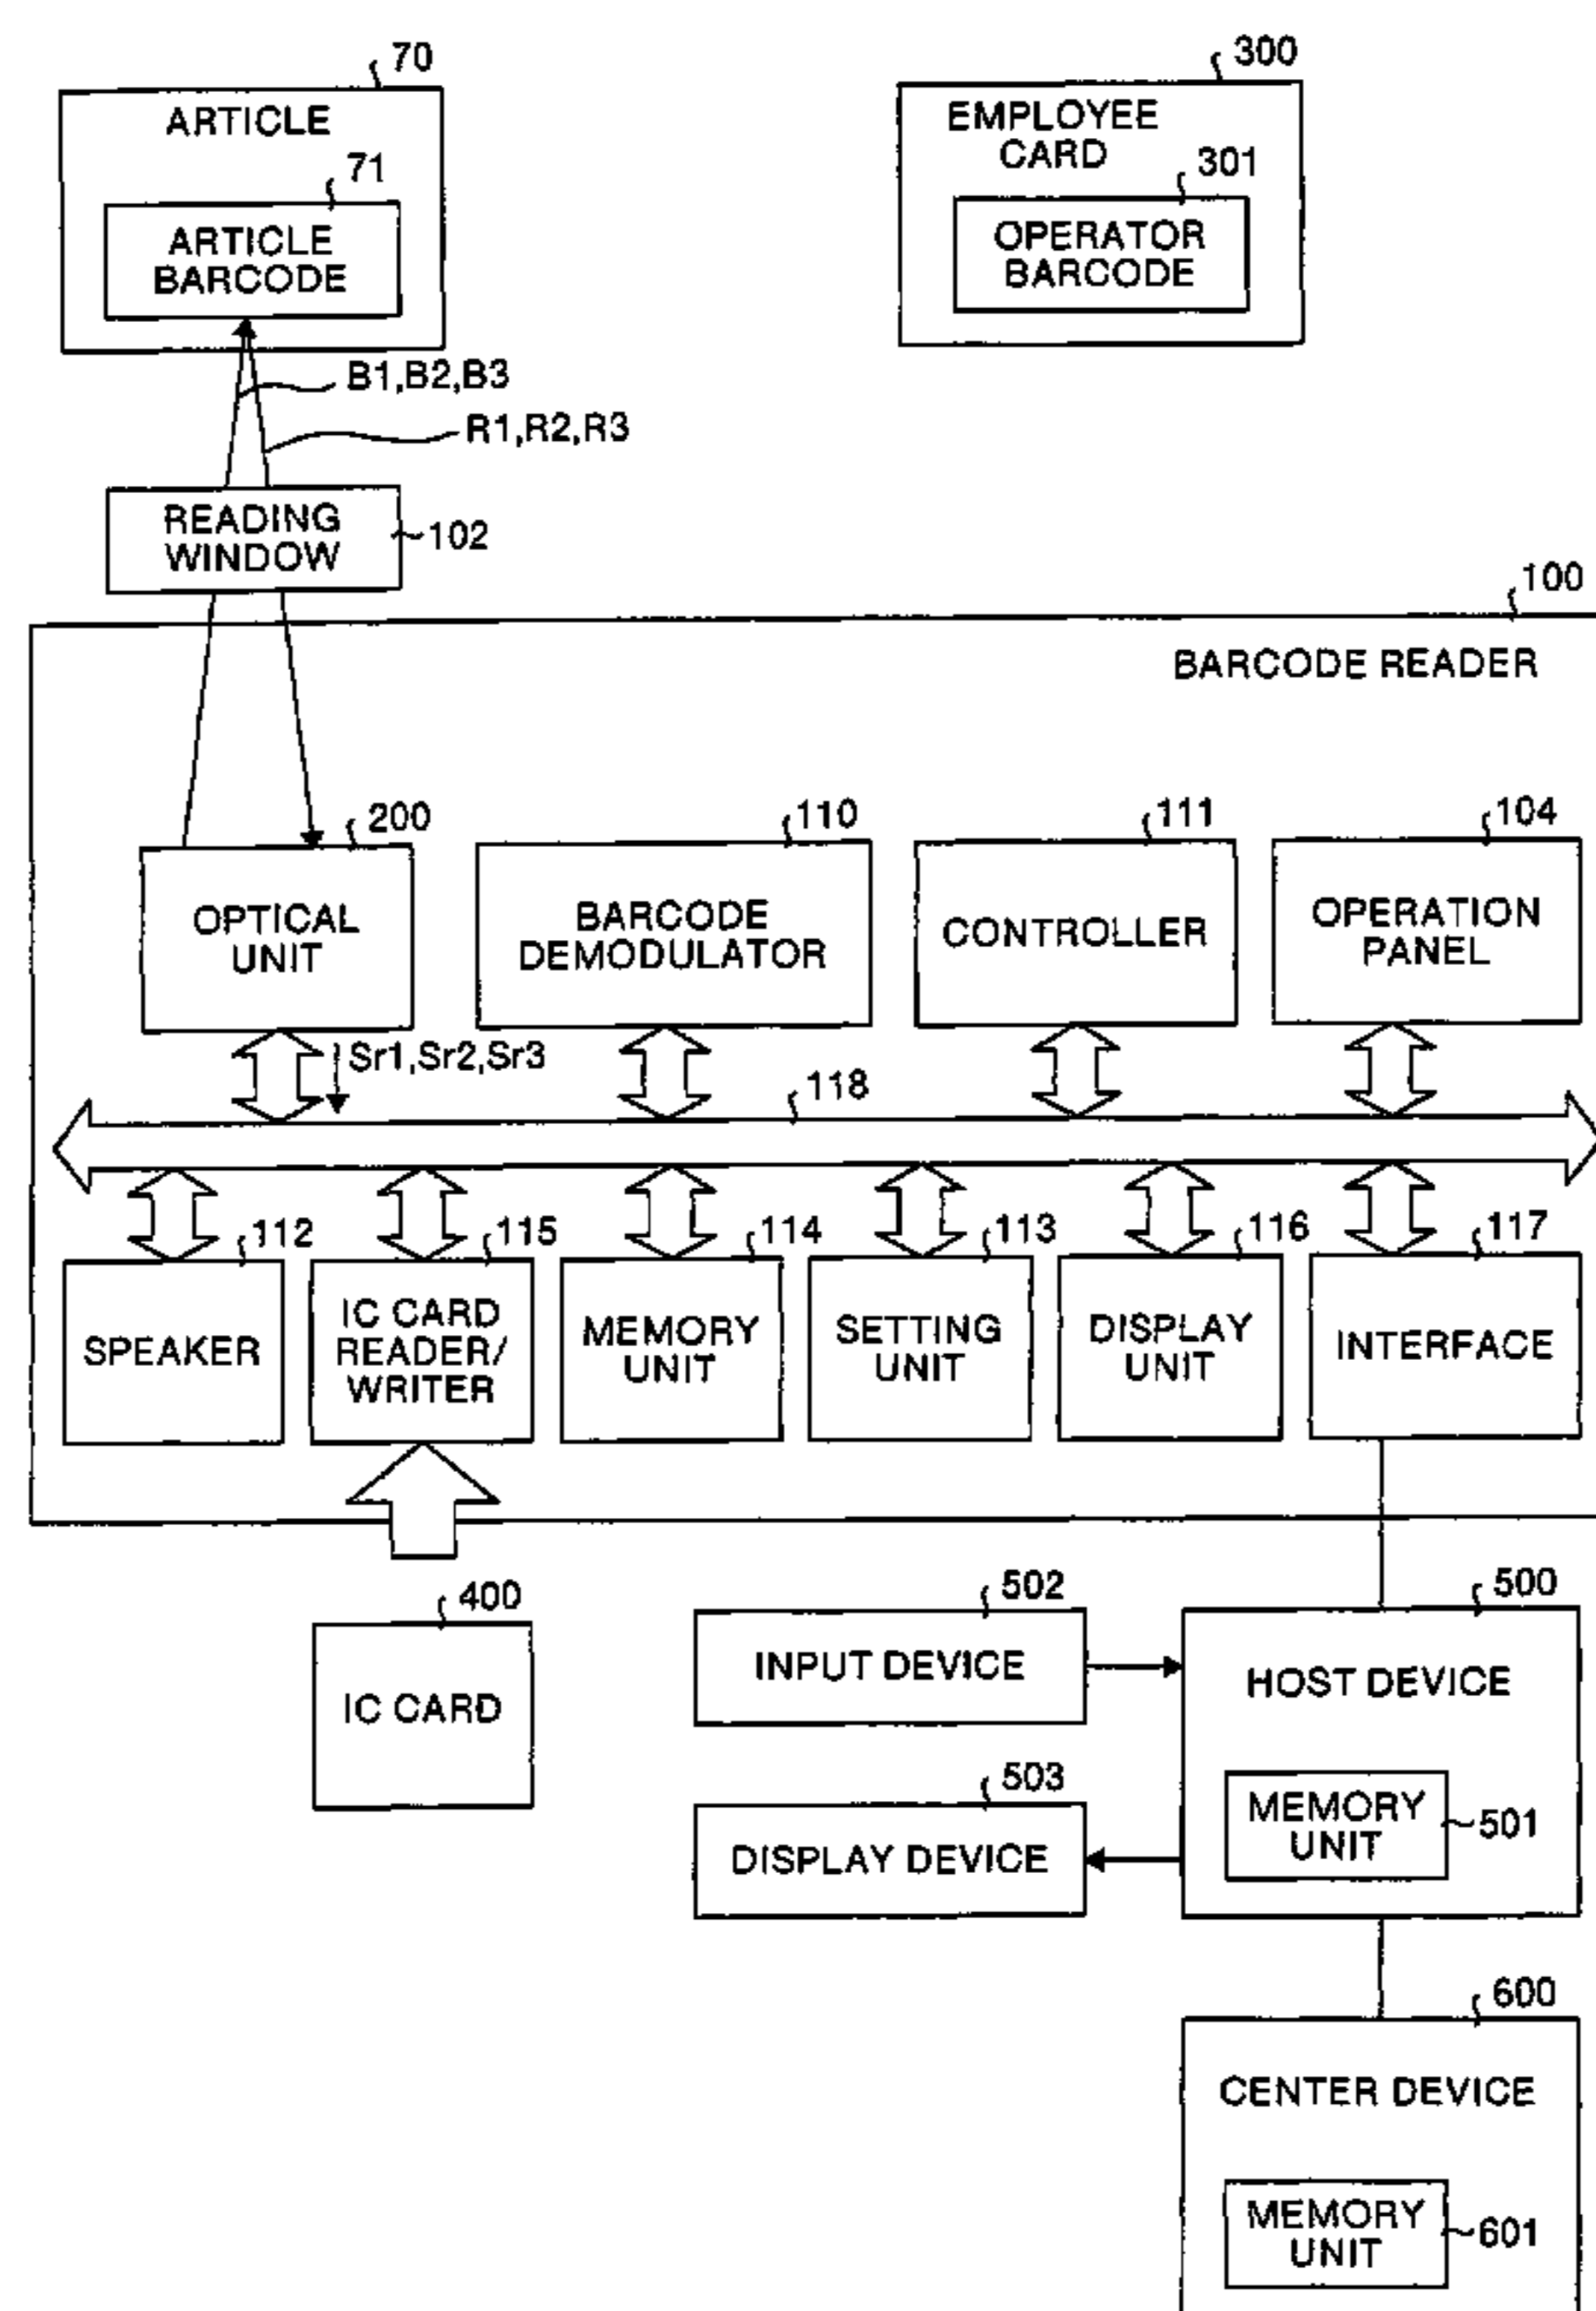 70
ARTICLE
71
ARTICLE
BARCODE
300
EMPLOYEE
CARD
301
OPERATOR
BARCODE
B1,B2,B3
R1,R2,R3
READING
WINDOW
102
100
BARCODE READER
200
OPTICAL
UNIT
110
BARCODE
DEMODULATOR
111
CONTROLLER
104
OPERATION
PANEL
Sr1,Sr2,Sr3
118
112
SPEAKER
115
IC CARD
READER/
WRITER
114
MEMORY
UNIT
113
SETTING
UNIT
116
DISPLAY
UNIT
117
INTERFACE
400
IC CARD
502
INPUT DEVICE
500
HOST DEVICE
503
DISPLAY DEVICE
MEMORY
UNIT
501
600
CENTER DEVICE
MEMORY
UNIT
601